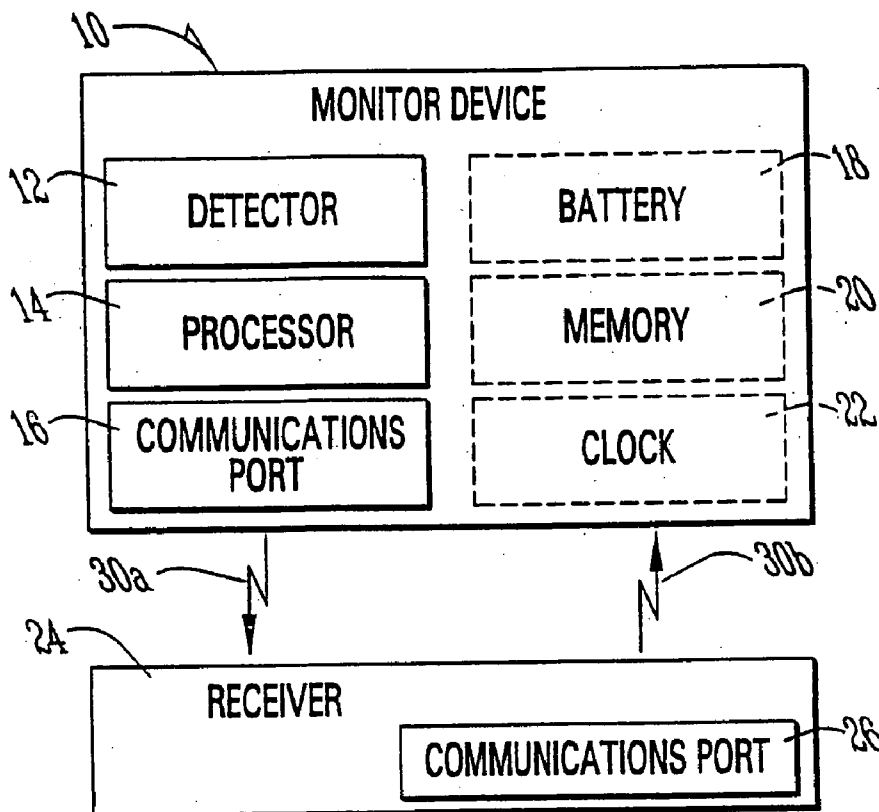 10
MONITOR DEVICE
12
DETECTOR
BATTERY
18
14
PROCESSOR
MEMORY
20
16
COMMUNICATIONS
PORT
CLOCK
22
30a
30b
24
RECEIVER
COMMUNICATIONS PORT
26